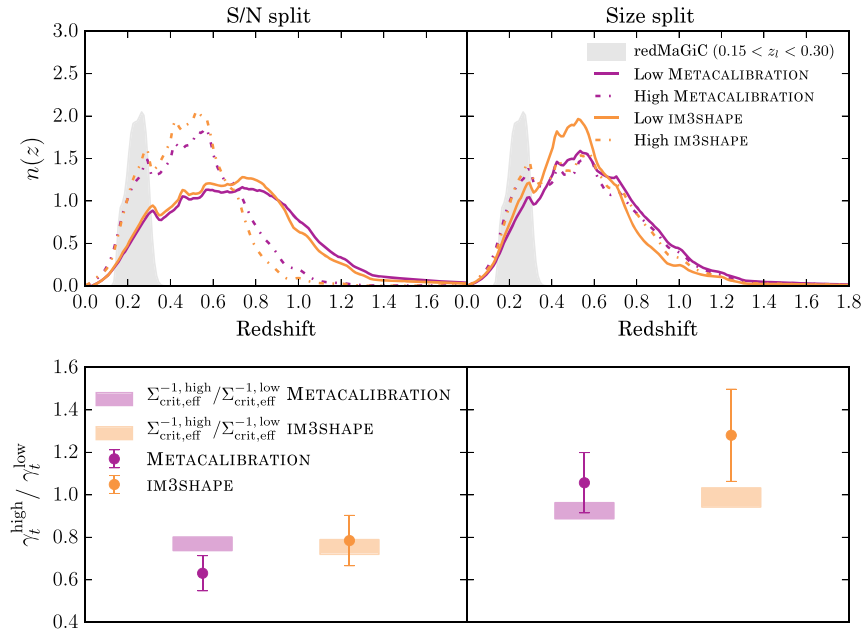 S/N split
Size split
3.0
2.5
2.0
1.5
1.0
0.5
0.0
n(z)
redMaGiC (0.15 < z_l < 0.30)
Low METACALIBRATION
High METACALIBRATION
Low IM3SHAPE
High IM3SHAPE
0.0 0.2 0.4 0.6 0.8 1.0 1.2 1.4 1.6
0.0 0.2 0.4 0.6 0.8 1.0 1.2 1.4 1.6 1.8
Redshift
Redshift
1.6
1.4
1.2
1.0
0.8
0.6
0.4
γ_t^high / γ_t^low
Σ_crit,eff^−1, high / Σ_crit,eff^−1, low METACALIBRATION
Σ_crit,eff^−1, high / Σ_crit,eff^−1, low IM3SHAPE
METACALIBRATION
IM3SHAPE